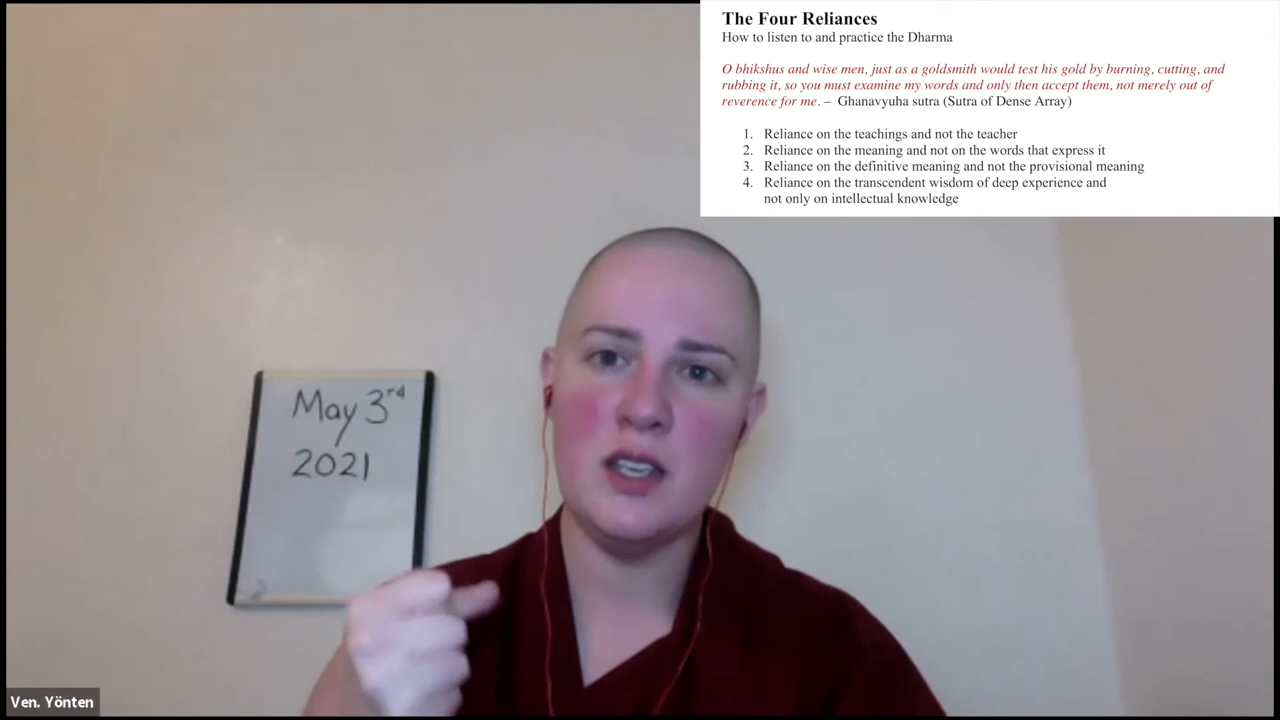 The Four Reliances
How to listen to and practice the Dharma
O bhikshus and wise men, just as a goldsmith would test his gold by burning, cutting, and
rubbing it, so you must examine my words and only then accept them, not merely out of
reverence for me. – Ghanavyuha sutra (Sutra of Dense Array)
1. Reliance on the teachings and not the teacher
2. Reliance on the meaning and not on the words that express it
3. Reliance on the definitive meaning and not the provisional meaning
4. Reliance on the transcendent wisdom of deep experience and
not only on intellectual knowledge
May 3rd
2021
Ven. Yönten